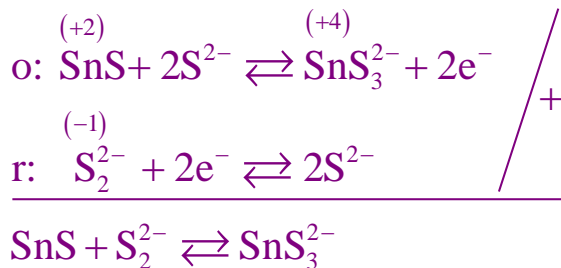 (+2) (+4)
o: SnS + 2S²⁻ ⇄ SnS₃²⁻ + 2e⁻
(−1)
r: S₂²⁻ + 2e⁻ ⇄ 2S²⁻
+
SnS + S₂²⁻ ⇄ SnS₃²⁻